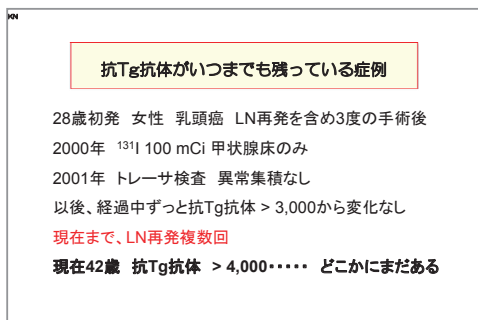 KN
抗Tg抗体がいつまでも残っている症例
28歳初発 女性 乳頭癌 LN再発を含め3度の手術後
2000年 ¹³¹I 100 mCi 甲状腺床のみ
2001年 トレーサ検査 異常集積なし
以後、経過中ずっと抗Tg抗体 > 3,000から変化なし
現在まで、LN再発複数回
現在42歳 抗Tg抗体 > 4,000・・・・・ どこかにまだある